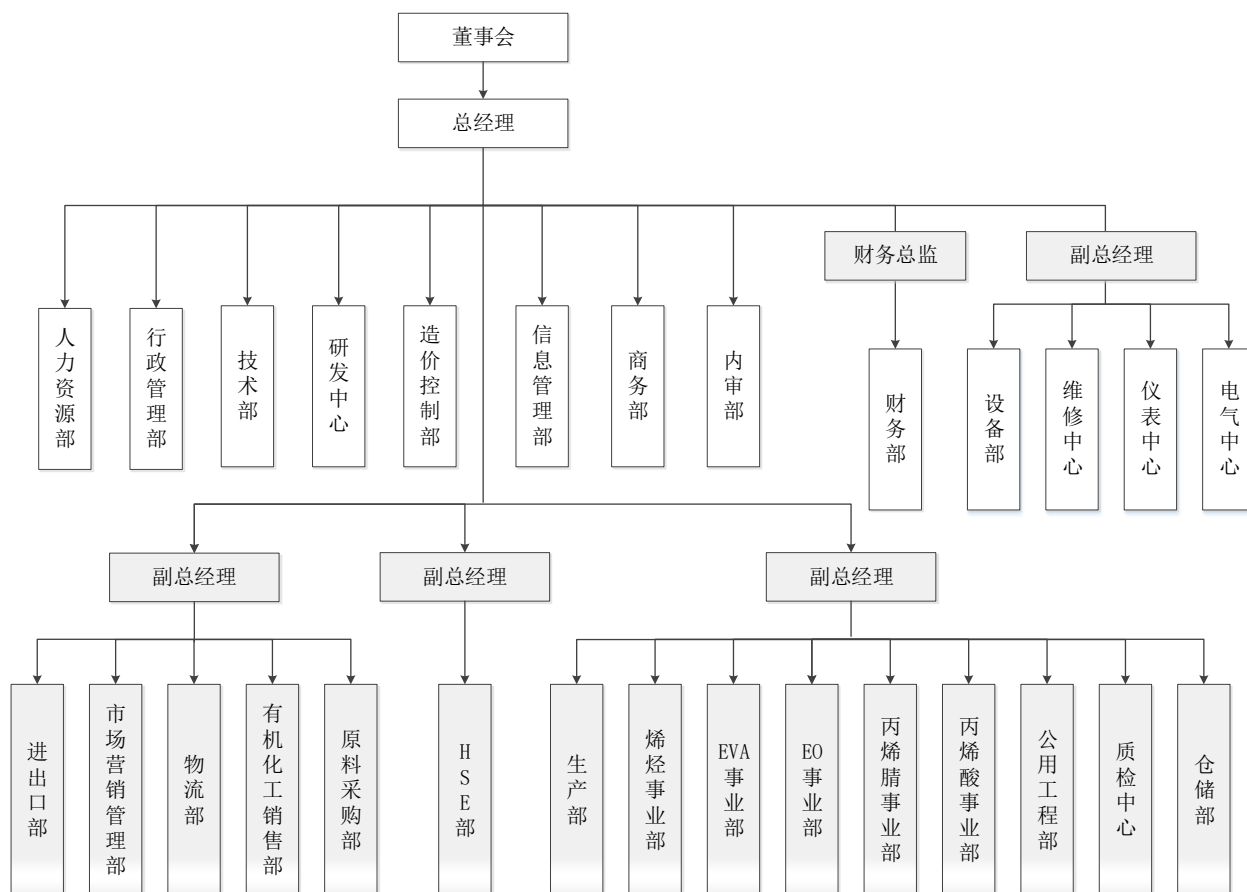 董事会
总经理
财务总监
副总经理
人力资源部
行政管理部
技术部
研发中心
造价控制部
信息管理部
商务部
内审部
财务部
设备部
维修中心
仪表中心
电气中心
副总经理
副总经理
副总经理
进出口部
市场营销管理部
物流部
有机化工销售部
原料采购部
HSE部
生产部
烯烃事业部
EVA事业部
EO事业部
丙烯腈事业部
丙烯酸事业部
公用工程部
质检中心
仓储部